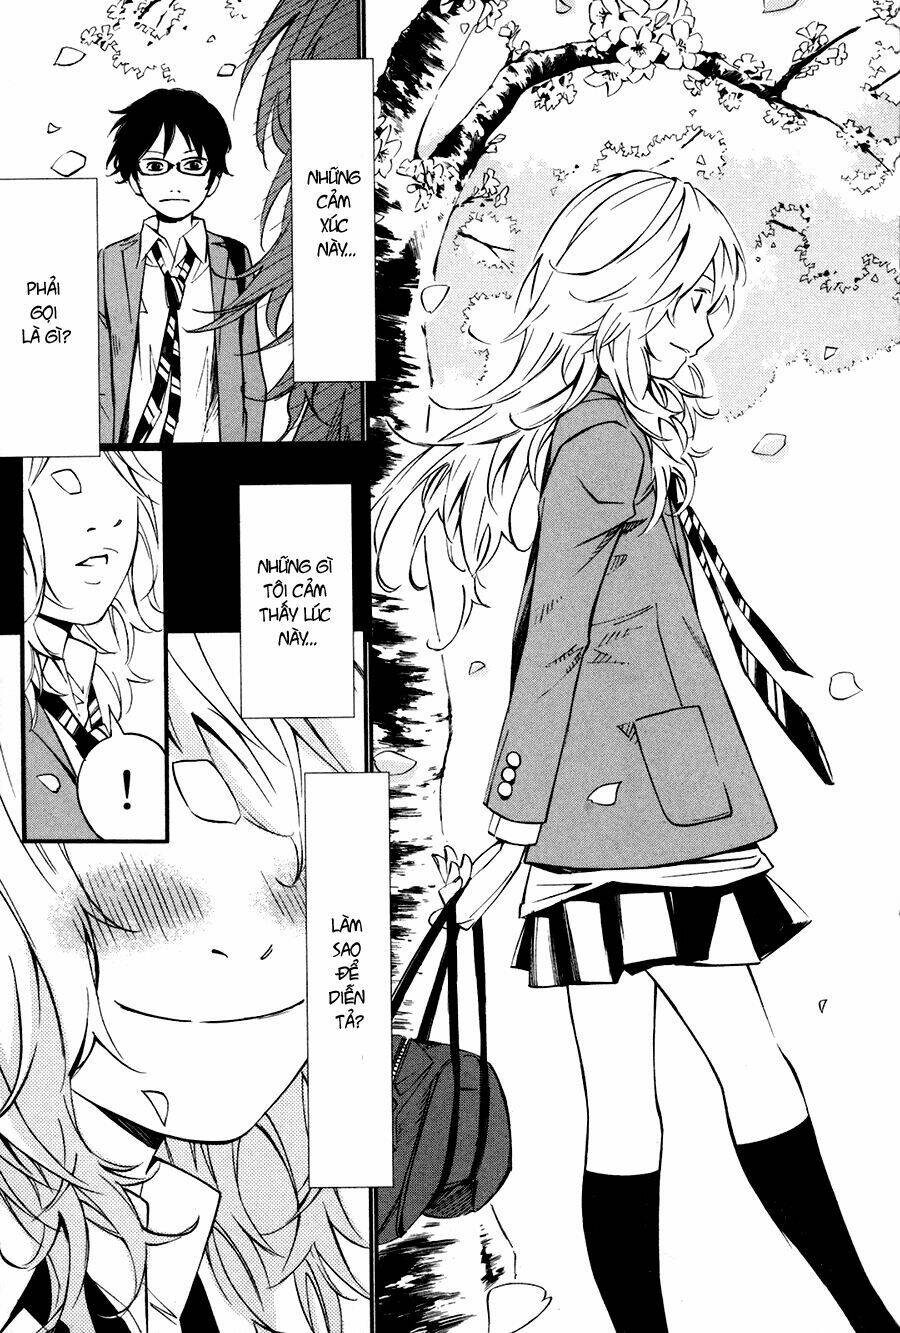 NHỮNG
CẢM
XÚC
NÀY...
PHẢI
GỌI
LÀ GÌ?
NHỮNG GÌ
TÔI CẢM
THẤY LÚC
NÀY...
!
LÀM
SAO
ĐỂ
DIỄN
TẢ?